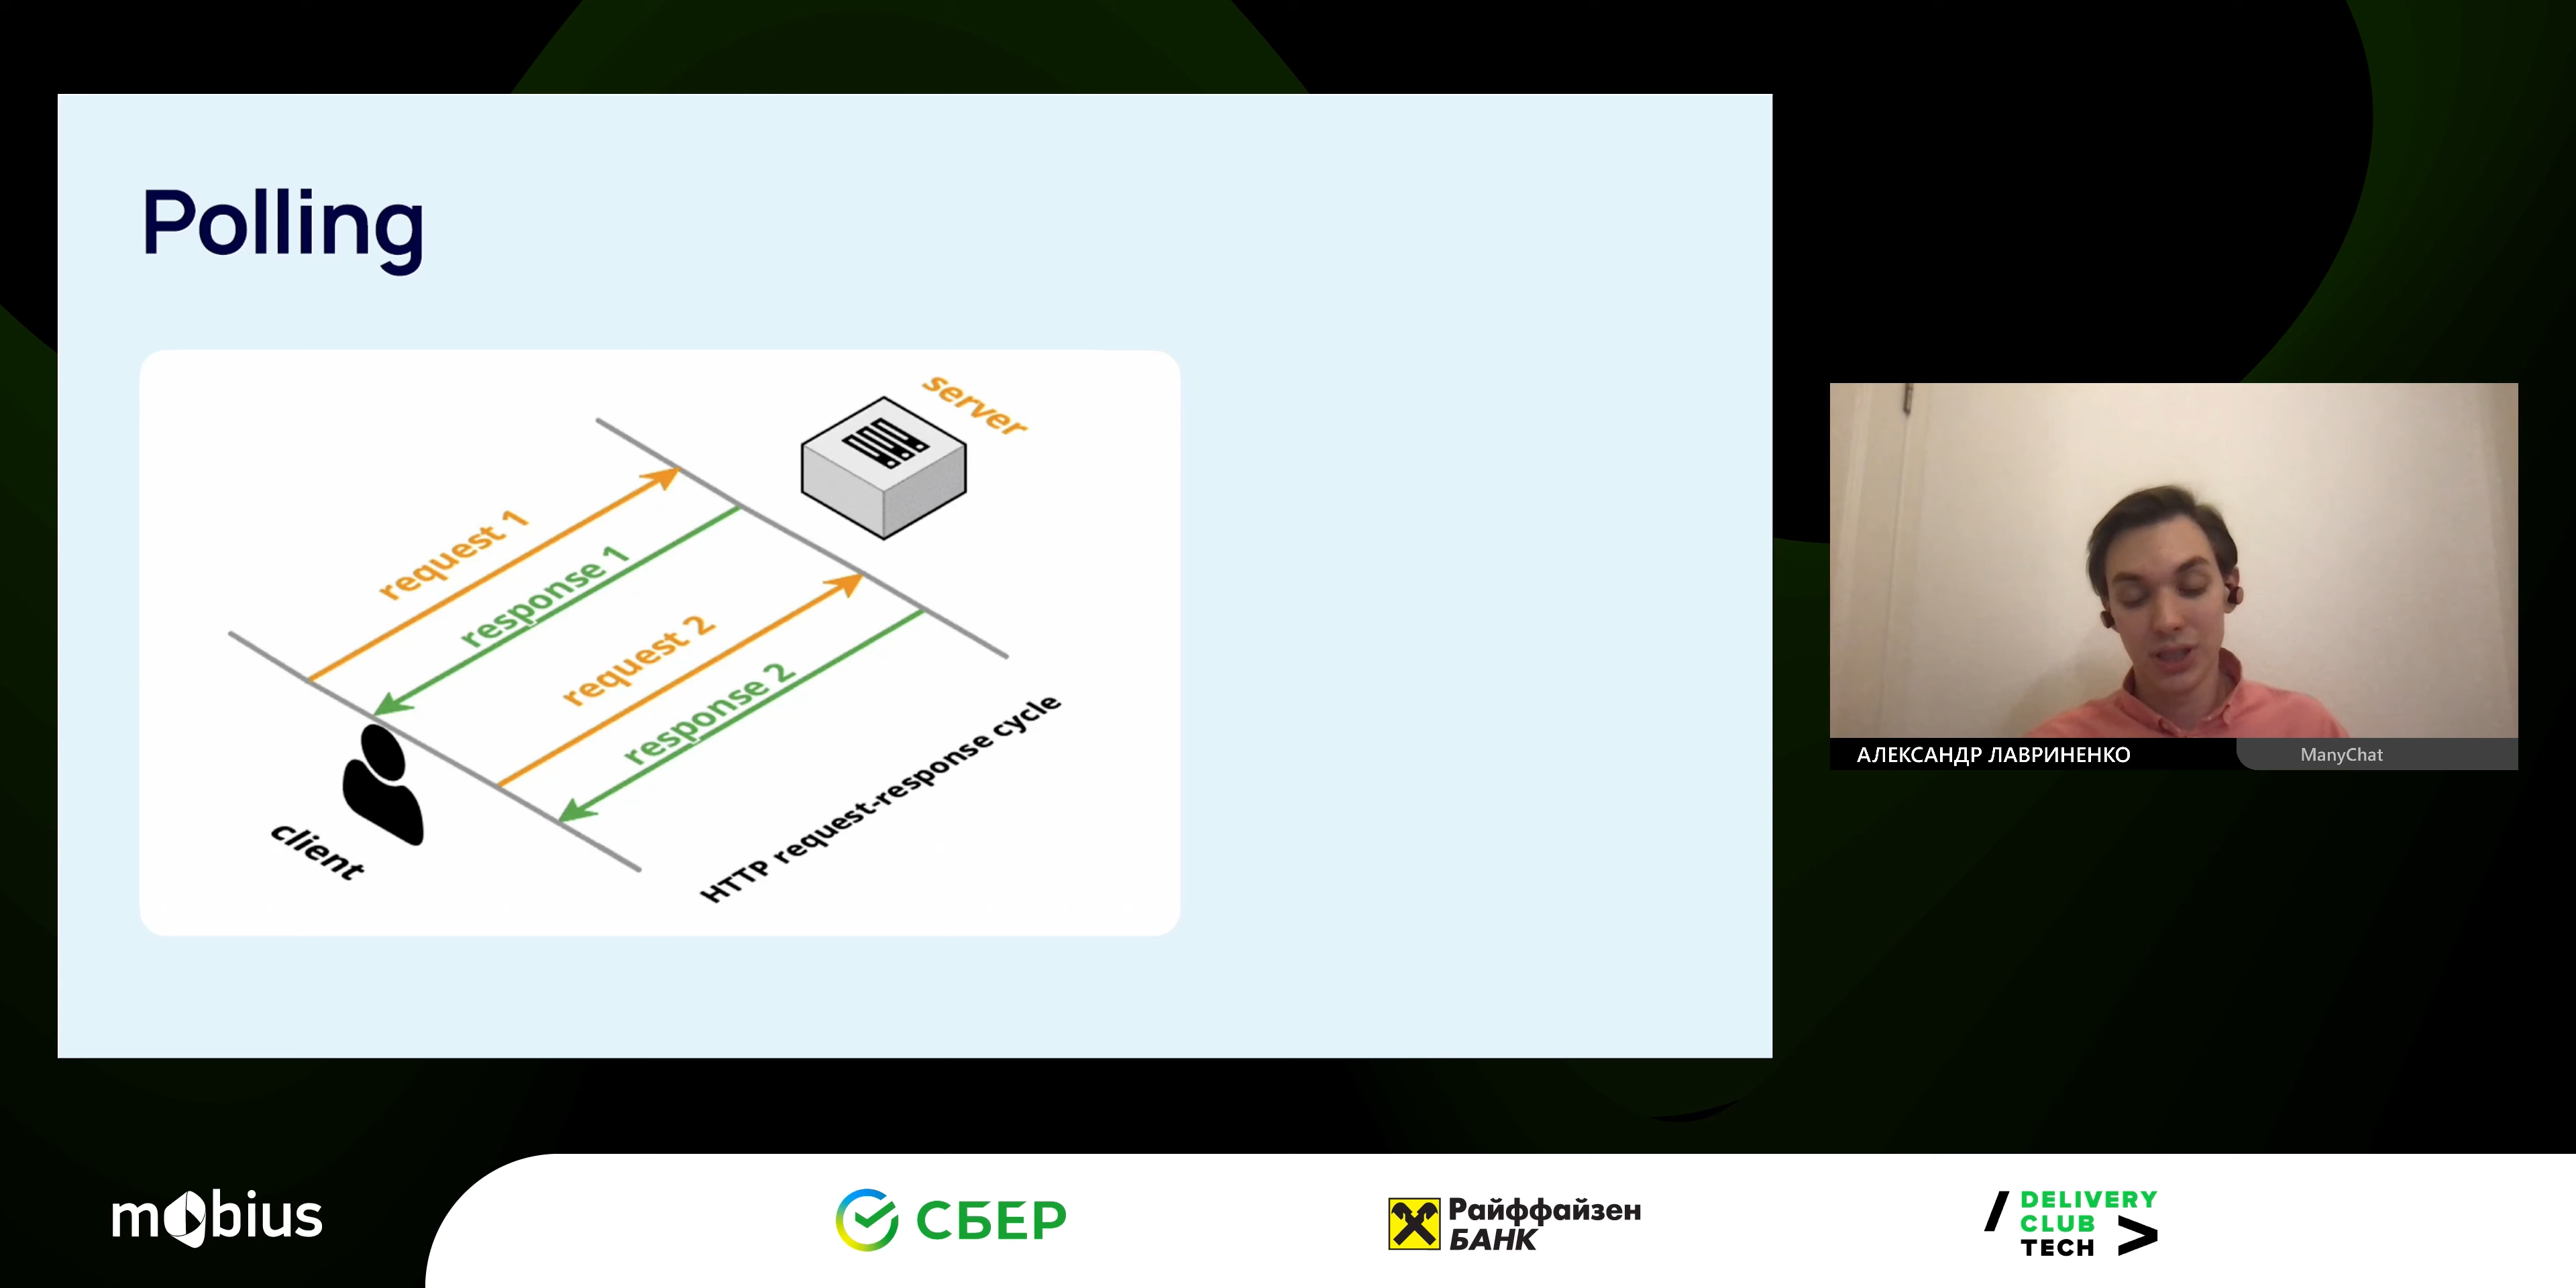 Polling
server
request 1
response 1
request 2
response 2
client
HTTP request-response cycle
АЛЕКСАНДР ЛАВРИНЕНКО
ManyChat
mobius
СБЕР
Райффайзен
БАНК
DELIVERY
CLUB
TECH